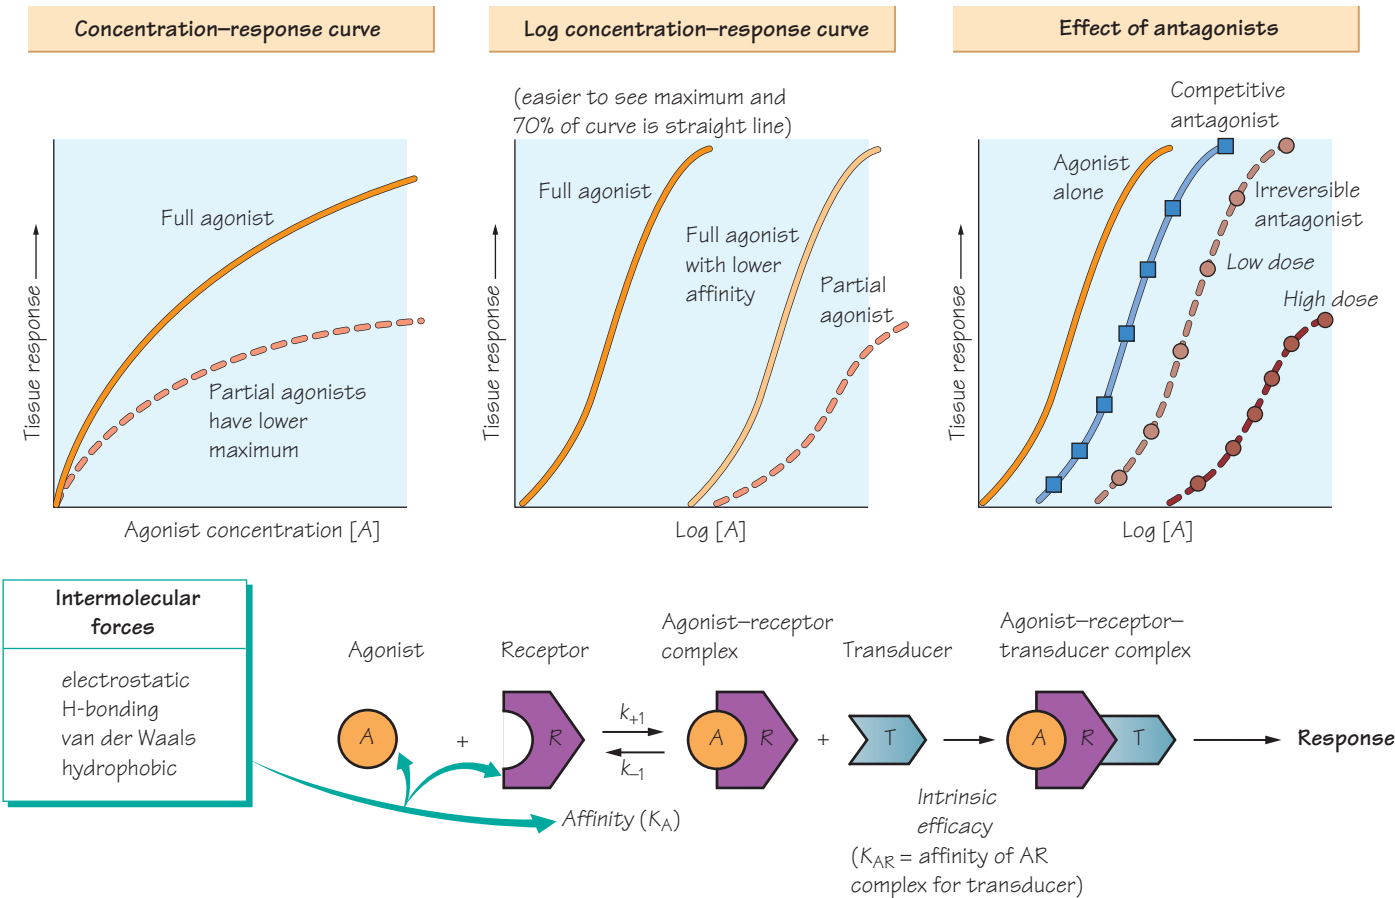 Concentration–response curve
Log concentration–response curve
Effect of antagonists
(easier to see maximum and
70% of curve is straight line)
Tissue response
Full agonist
Partial agonists
have lower
maximum
Agonist concentration [A]
Tissue response
Full agonist
Full agonist
with lower
affinity
Partial
agonist
Log [A]
Tissue response
Competitive
antagonist
Agonist
alone
Irreversible
antagonist
Low dose
High dose
Log [A]
Intermolecular
forces
electrostatic
H-bonding
van der Waals
hydrophobic
Agonist
Receptor
Agonist–receptor
complex
Transducer
Agonist–receptor–
transducer complex
A + R k+1 k–1 A R + T A R T Response
Affinity (KA)
Intrinsic
efficacy
(KAR = affinity of AR
complex for transducer)